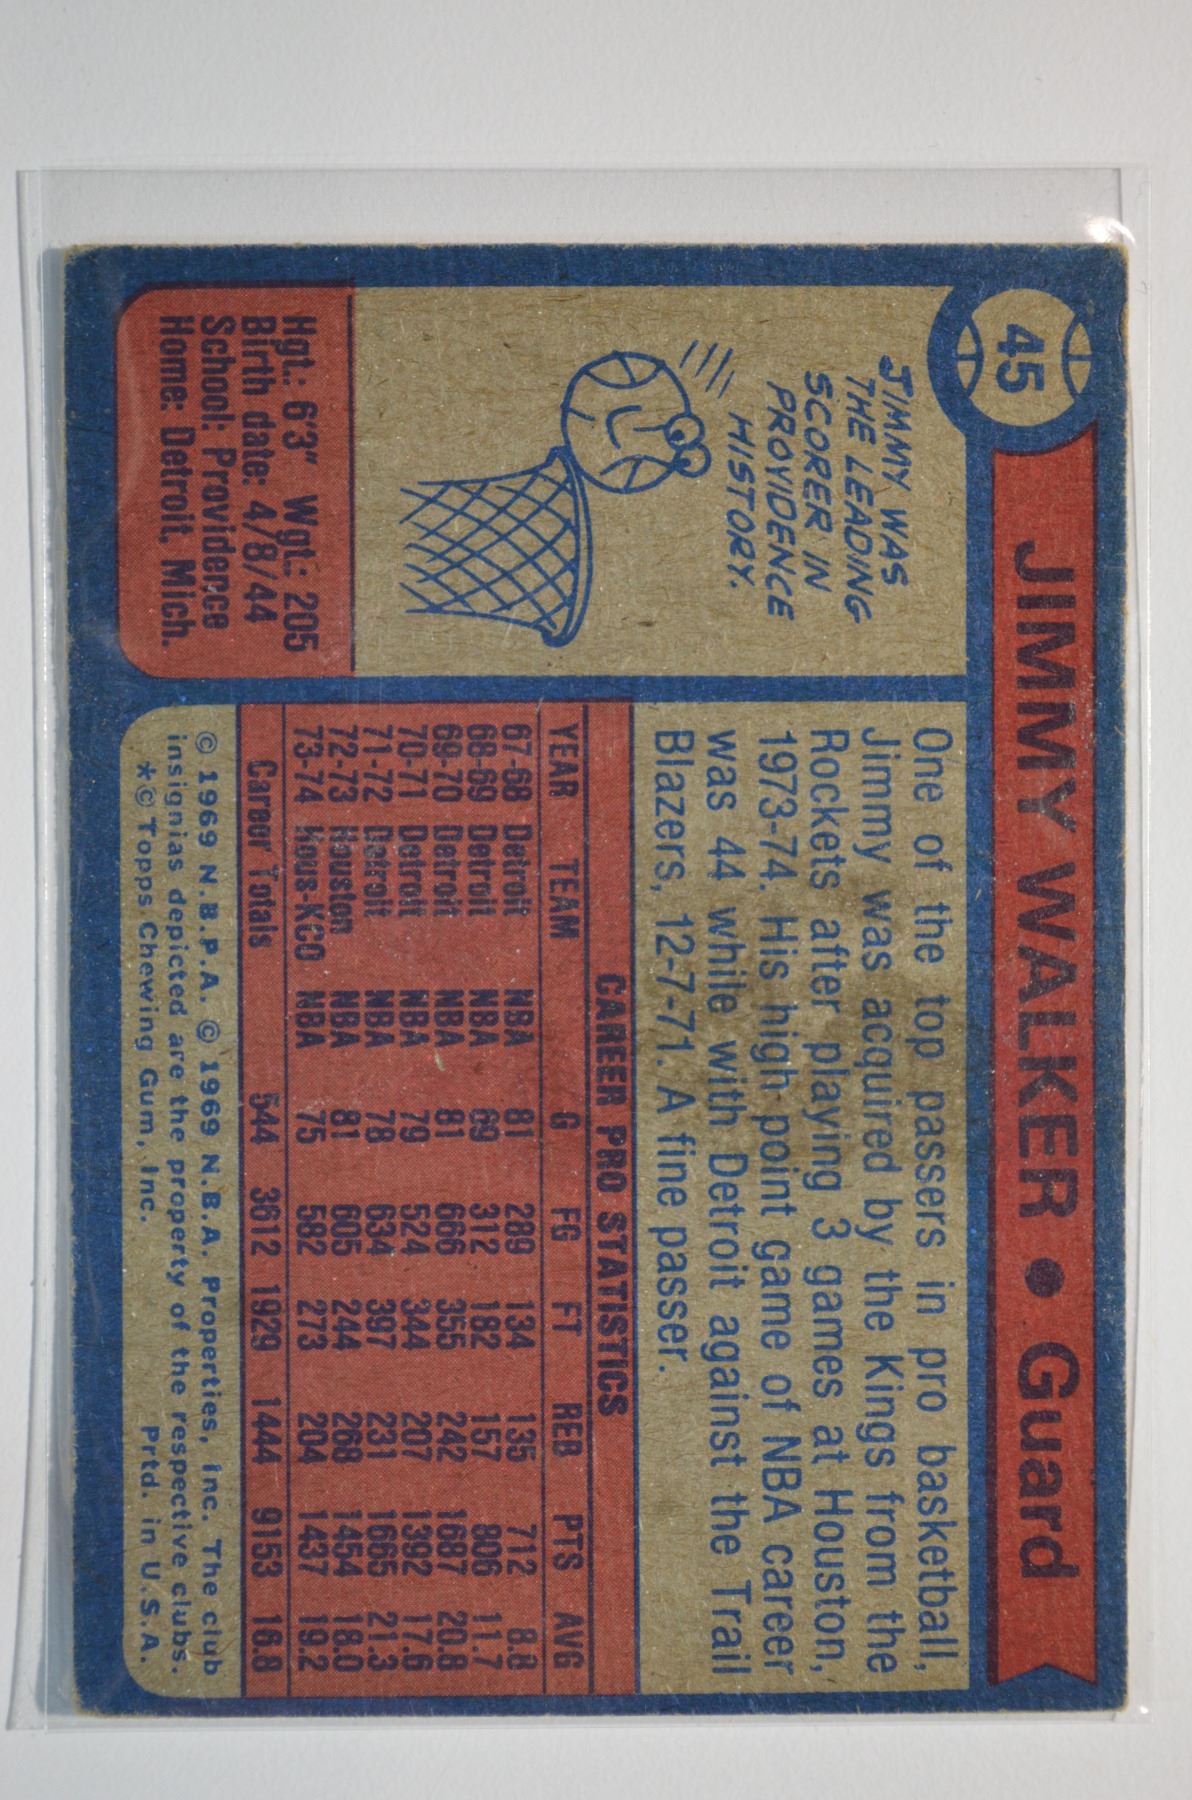 45
JIMMY WALKER • Guard
JIMMY WAS
THE LEADING
SCORER IN
PROVIDENCE
HISTORY.
Hgt.: 6'3" Wgt.: 205
Birth date: 4/8/44
School: Providence
Home: Detroit, Mich.
One of the top passers in pro basketball,
Jimmy was acquired by the Kings from the
Rockets after playing 3 games at Houston,
1973-74. His high point game of NBA career
was 44 while with Detroit against the Trail
Blazers, 12-7-71. A fine passer.
CAREER PRO STATISTICS
YEAR TEAM G FG FT REB PTS AVG
67-68 Detroit NBA 81 289 134 135 712 8.8
68-69 Detroit NBA 69 312 182 157 806 11.7
69-70 Detroit NBA 81 666 355 242 1687 20.8
70-71 Detroit NBA 79 524 344 207 1392 17.6
71-72 Detroit NBA 78 634 397 231 1665 21.3
72-73 Houston NBA 81 605 244 268 1454 18.0
73-74 Hous-KCO NBA 75 582 273 204 1437 19.2
Career Totals 544 3612 1929 1444 9153 16.8
© 1969 N.B.P.A. © 1969 N.B.A. Properties, Inc. The club
insignias depicted are the property of the respective clubs.
*© Topps Chewing Gum, Inc. Prtd. in U.S.A.